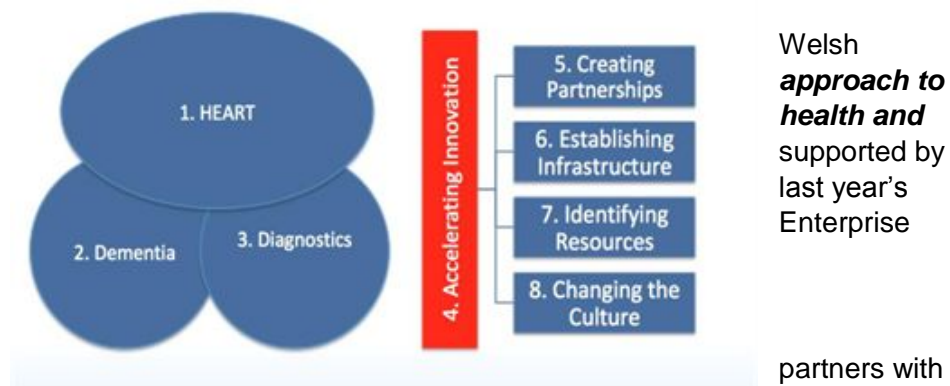 1. HEART
2. Dementia
3. Diagnostics
4. Accelerating Innovation
5. Creating
Partnerships
6. Establishing
Infrastructure
7. Identifying
Resources
8. Changing the
Culture
Welsh
approach to
health and
supported by
last year’s
Enterprise
partners with